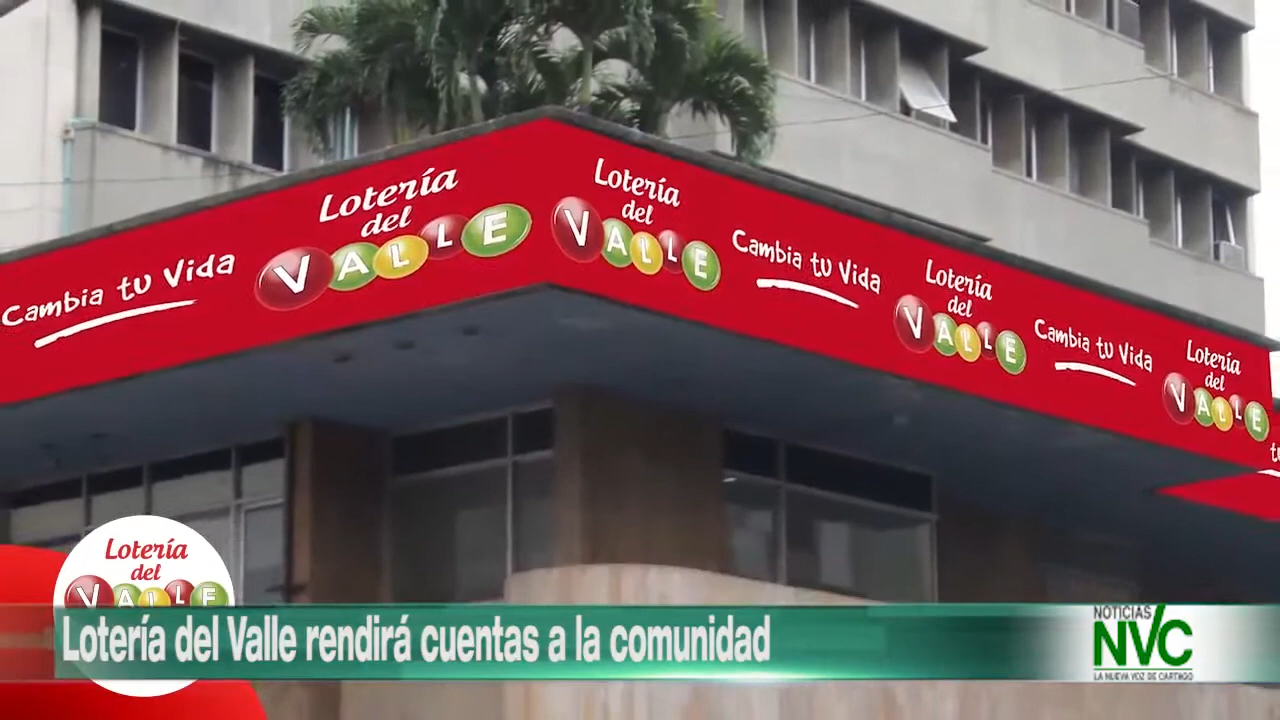 Cambia tu Vida
Lotería
del
VALLE
Lotería
del
VALLE
Cambia tu Vida
Lotería
del
VALLE
Cambia tu Vida
Lotería
del
VALLE
Lotería
del
VALLE
Lotería del Valle rendirá cuentas a la comunidad
NOTICIAS
NVC
LA NUEVA VOZ DE CARTAGO